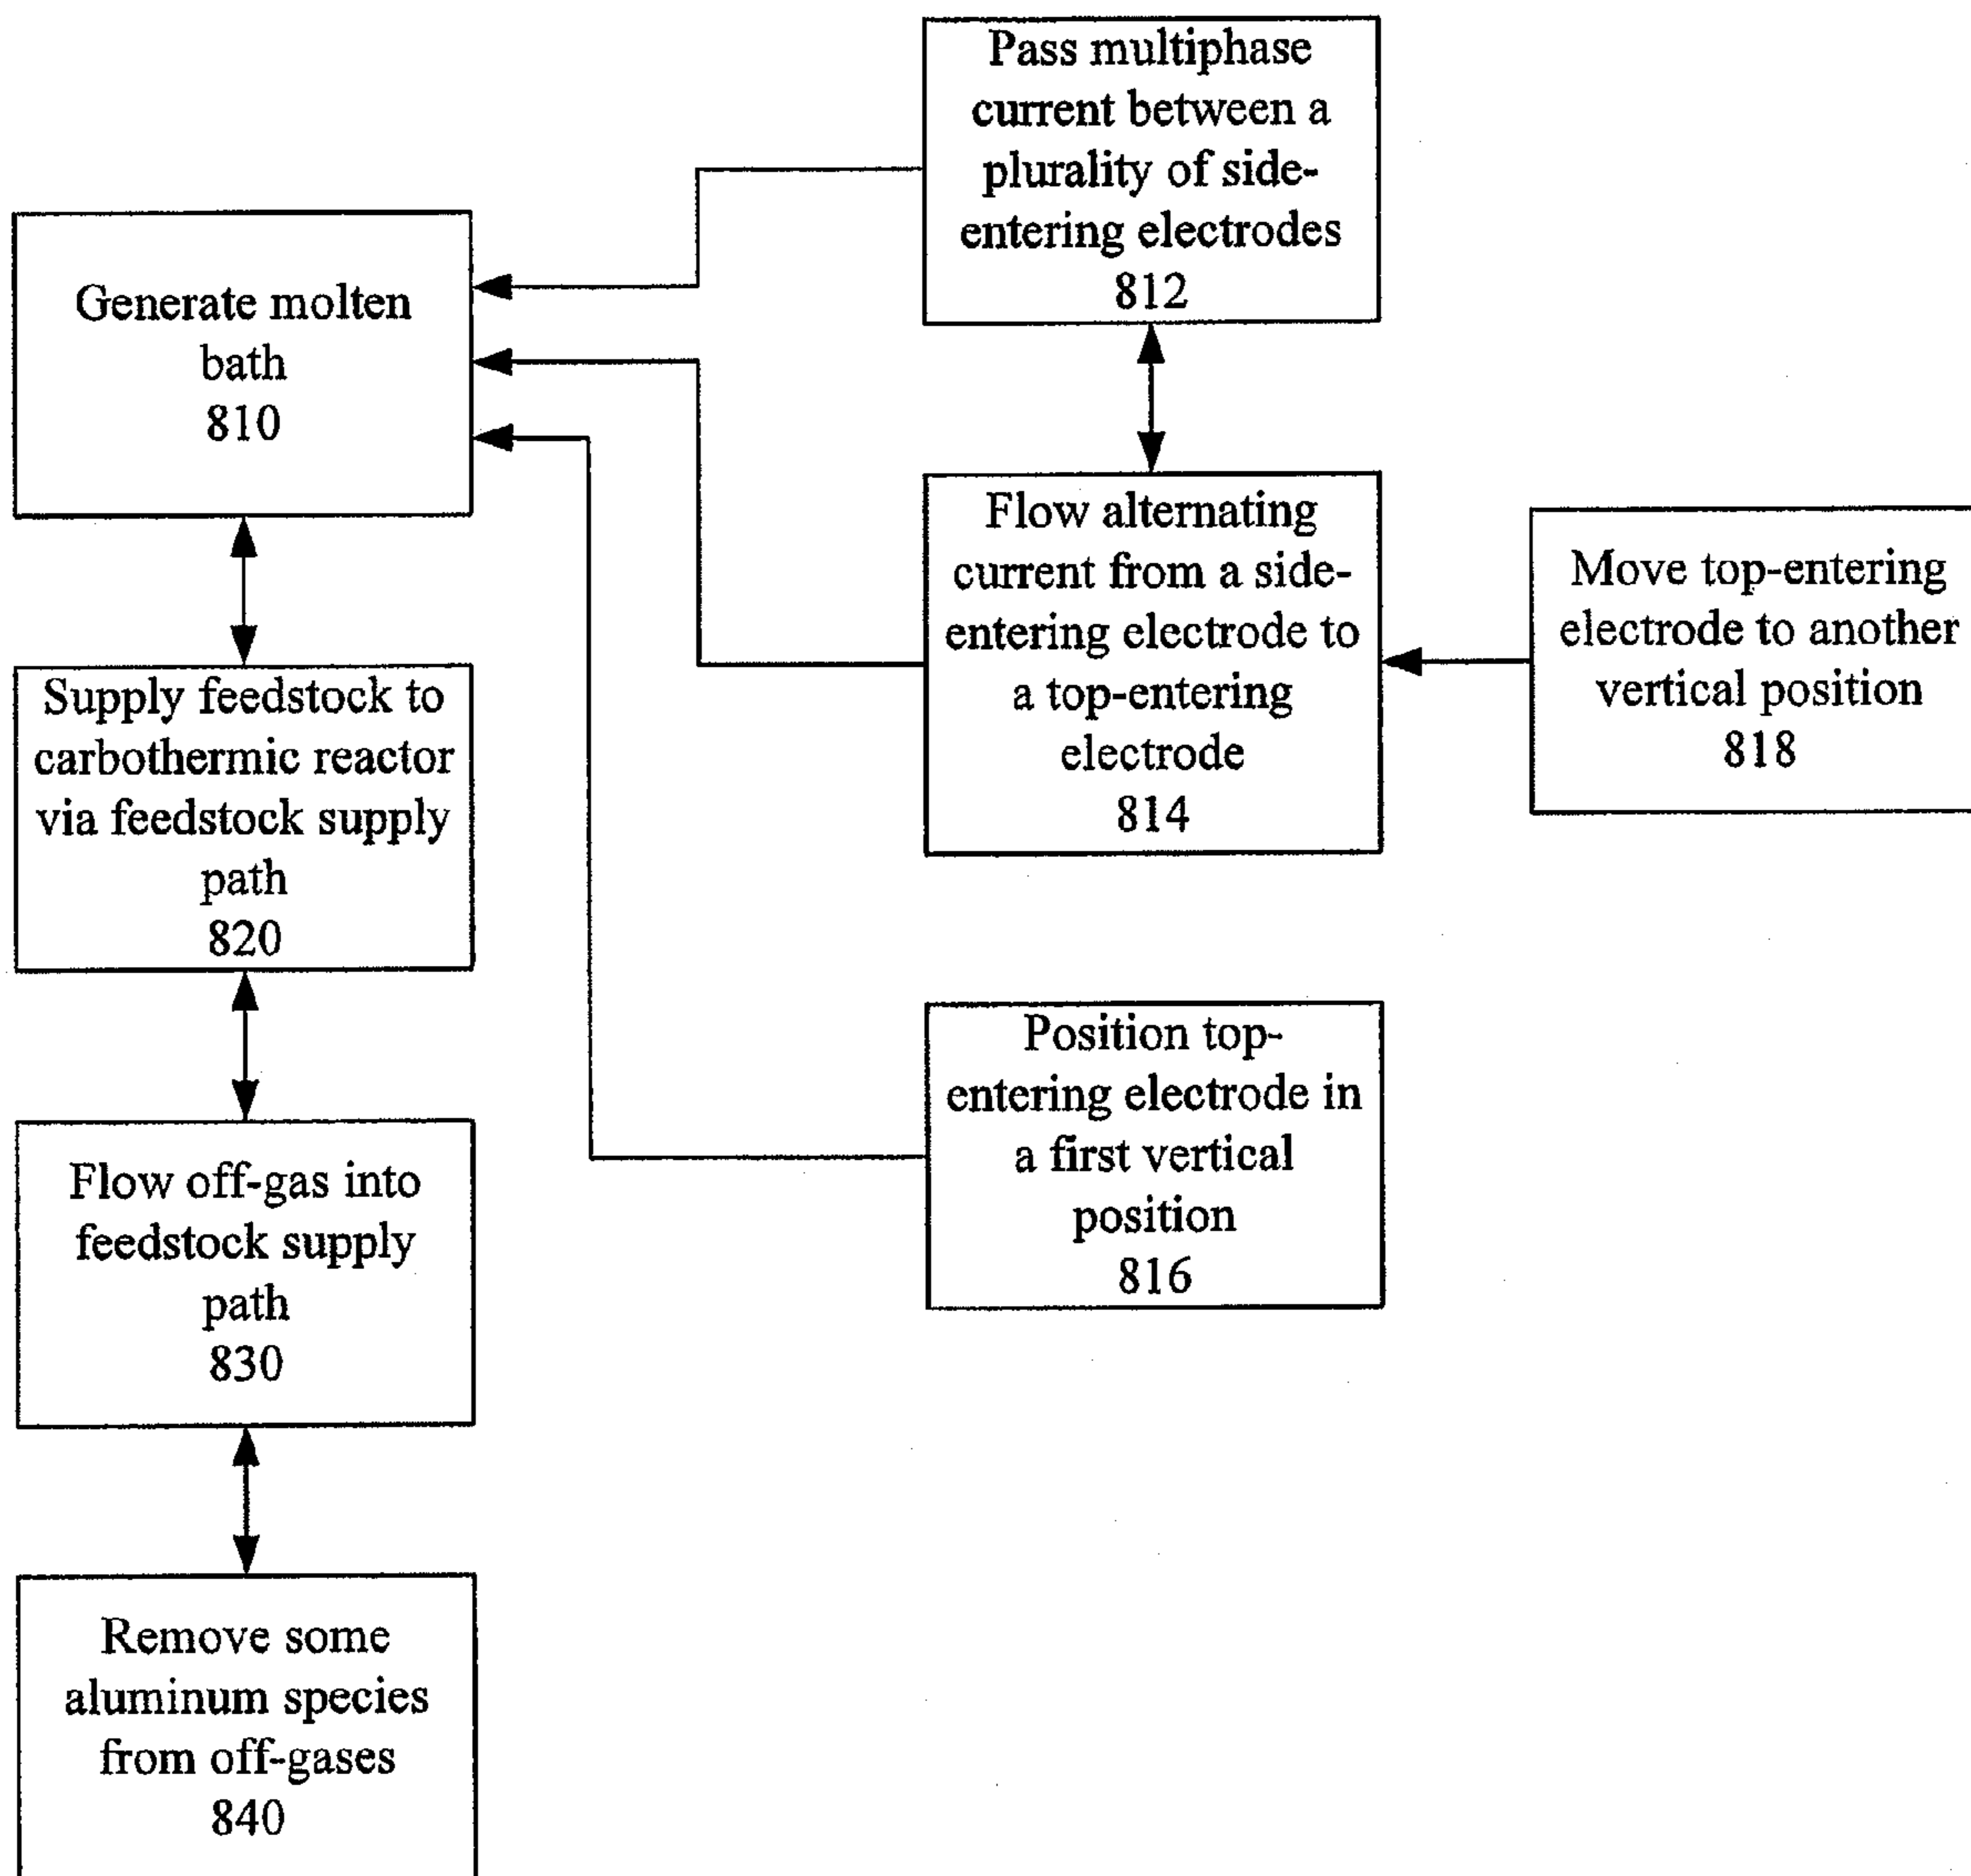 Pass multiphase
current between a
plurality of side-
entering electrodes
812
Generate molten
bath
810
Flow alternating
current from a side-
entering electrode to
a top-entering
electrode
814
Move top-entering
electrode to another
vertical position
818
Supply feedstock to
carbothermic reactor
via feedstock supply
path
820
Position top-
entering electrode in
a first vertical
position
816
Flow off-gas into
feedstock supply
path
830
Remove some
aluminum species
from off-gases
840